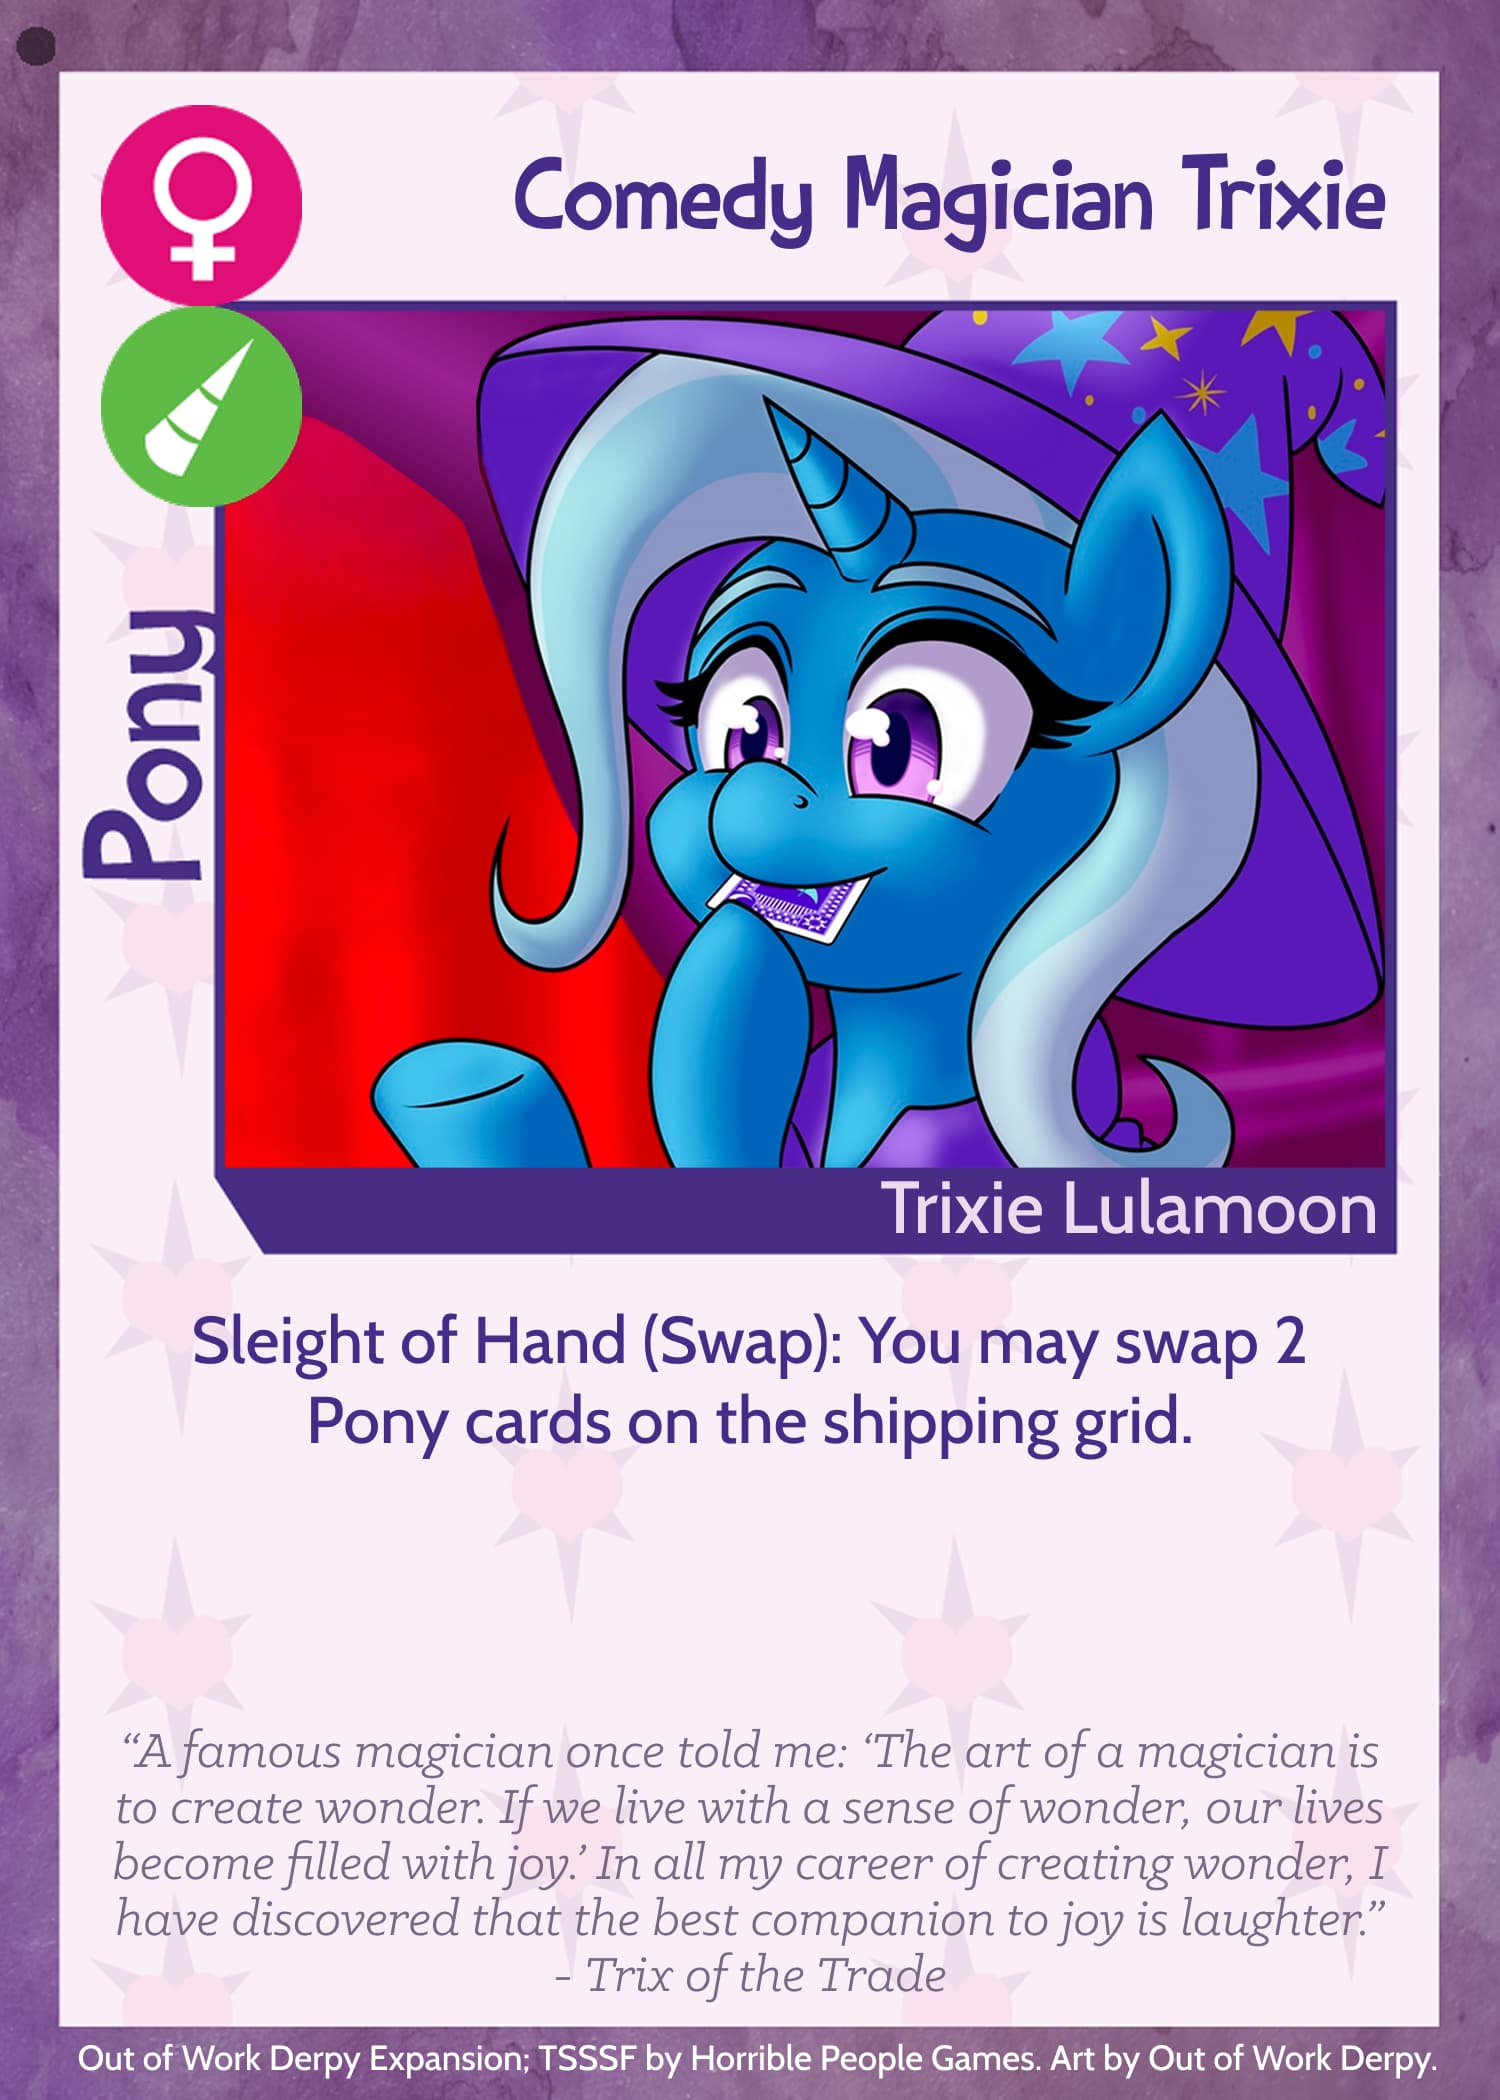 Comedy Magician Trixie
Pony
Trixie Lulamoon
Sleight of Hand (Swap): You may swap 2
Pony cards on the shipping grid.
“A famous magician once told me: ‘The art of a magician is
to create wonder. If we live with a sense of wonder, our lives
become filled with joy.’ In all my career of creating wonder, I
have discovered that the best companion to joy is laughter.”
- Trix of the Trade
Out of Work Derpy Expansion; TSSSF by Horrible People Games. Art by Out of Work Derpy.